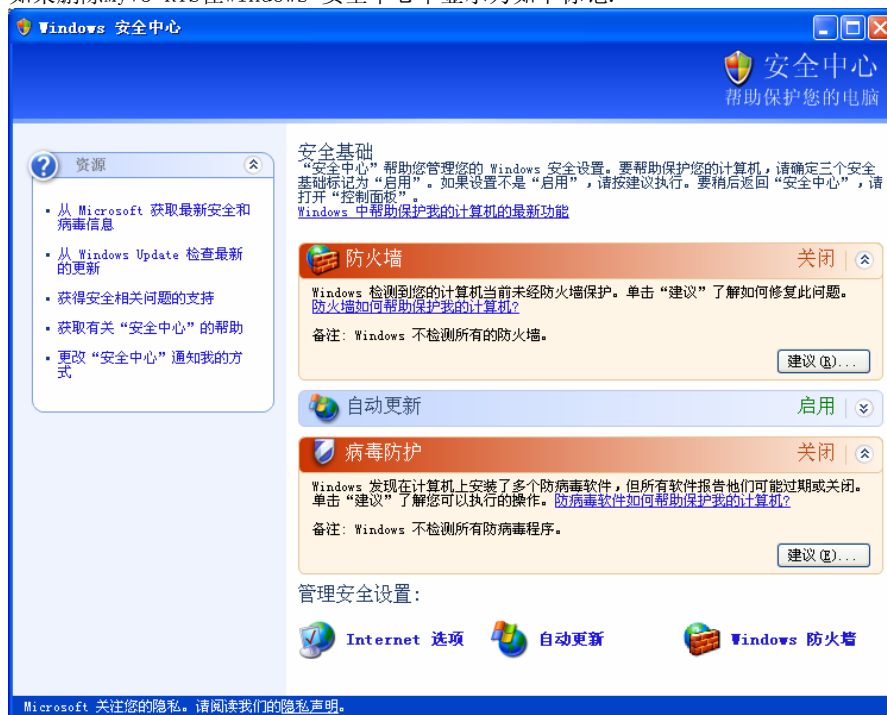 Windows 安全中心
安全中心
帮助保护您的电脑
资源
从 Microsoft 获取最新安全和
病毒信息
从 Windows Update 检查最新
的更新
获得安全相关问题的支持
获取有关“安全中心”的帮助
更改“安全中心”通知我的方
式
安全基础
“安全中心”帮助您管理您的 Windows 安全设置。要帮助保护您的计算机，请确定三个安全
基础标记为“启用”。如果设置不是“启用”，请按建议执行。要稍后返回“安全中心”，请
打开“控制面板”。
Windows 中帮助保护我的计算机的最新功能
防火墙 关闭
Windows 检测到您的计算机当前未经防火墙保护。单击“建议”了解如何修复此问题。
防火墙如何帮助保护我的计算机?
备注: Windows 不检测所有的防火墙。
建议(R)...
自动更新 启用
病毒防护 关闭
Windows 发现在计算机上安装了多个防病毒软件，但所有软件报告他们可能过期或关闭。
单击“建议”了解您可以执行的操作。防病毒软件如何帮助保护我的计算机?
备注: Windows 不检测所有防病毒程序。
建议(E)...
管理安全设置:
Internet 选项 自动更新 Windows 防火墙
Microsoft 关注您的隐私。请阅读我们的隐私声明。